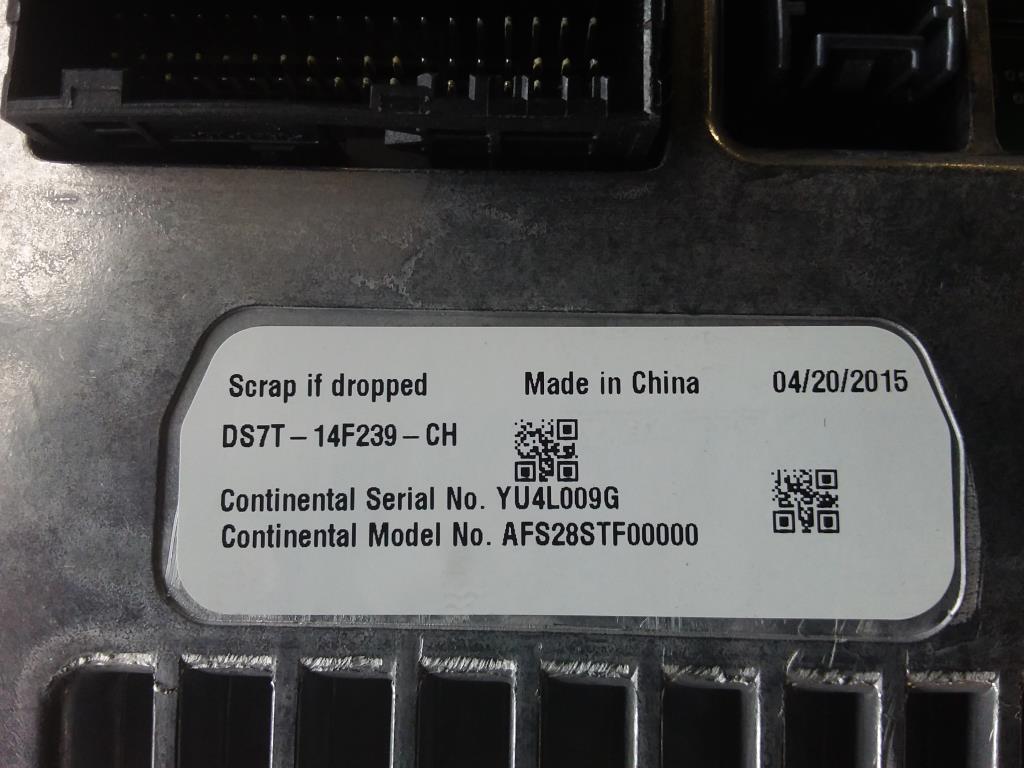 Scrap if dropped Made in China 04/20/2015
DS7T-14F239-CH
Continental Serial No. YU4L009G
Continental Model No. AFS28STF00000